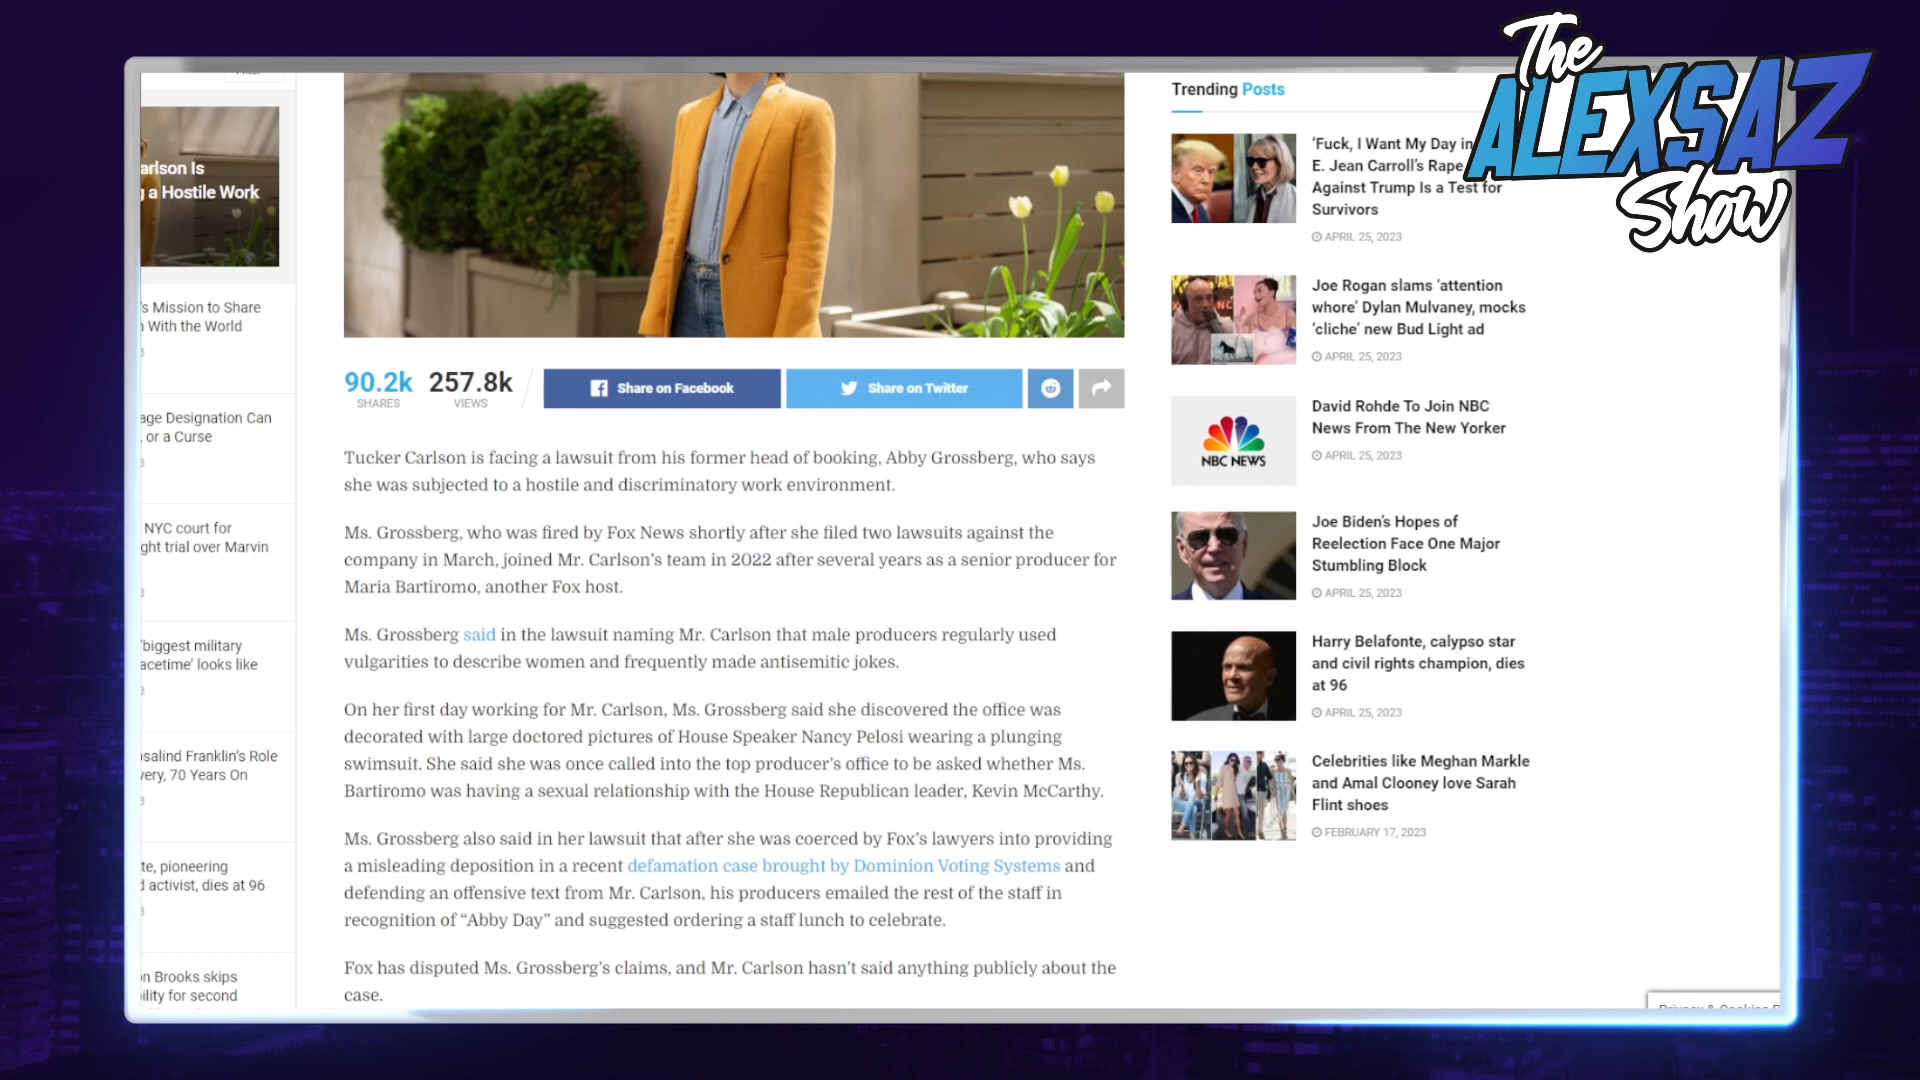 The
ALEXSAZ
Show
arlson Is
g a Hostile Work
's Mission to Share
With the World
age Designation Can
, or a Curse
NYC court for
ght trial over Marvin
'biggest military
acetime' looks like
osalind Franklin's Role
very, 70 Years On
te, pioneering
d activist, dies at 96
on Brooks skips
bility for second
90.2k
SHARES
257.8k
VIEWS
Share on Facebook
Share on Twitter
Tucker Carlson is facing a lawsuit from his former head of booking, Abby Grossberg, who says
she was subjected to a hostile and discriminatory work environment.
Ms. Grossberg, who was fired by Fox News shortly after she filed two lawsuits against the
company in March, joined Mr. Carlson's team in 2022 after several years as a senior producer for
Maria Bartiromo, another Fox host.
Ms. Grossberg said in the lawsuit naming Mr. Carlson that male producers regularly used
vulgarities to describe women and frequently made antisemitic jokes.
On her first day working for Mr. Carlson, Ms. Grossberg said she discovered the office was
decorated with large doctored pictures of House Speaker Nancy Pelosi wearing a plunging
swimsuit. She said she was once called into the top producer's office to be asked whether Ms.
Bartiromo was having a sexual relationship with the House Republican leader, Kevin McCarthy.
Ms. Grossberg also said in her lawsuit that after she was coerced by Fox's lawyers into providing
a misleading deposition in a recent defamation case brought by Dominion Voting Systems and
defending an offensive text from Mr. Carlson, his producers emailed the rest of the staff in
recognition of “Abby Day” and suggested ordering a staff lunch to celebrate.
Fox has disputed Ms. Grossberg's claims, and Mr. Carlson hasn't said anything publicly about the
case.
Trending Posts
'Fuck, I Want My Day in
E. Jean Carroll's Rape
Against Trump Is a Test for
Survivors
APRIL 25, 2023
Joe Rogan slams 'attention
whore' Dylan Mulvaney, mocks
'cliche' new Bud Light ad
APRIL 25, 2023
NBC NEWS
David Rohde To Join NBC
News From The New Yorker
APRIL 25, 2023
Joe Biden's Hopes of
Reelection Face One Major
Stumbling Block
APRIL 25, 2023
Harry Belafonte, calypso star
and civil rights champion, dies
at 96
APRIL 25, 2023
Celebrities like Meghan Markle
and Amal Clooney love Sarah
Flint shoes
FEBRUARY 17, 2023
Privacy & Cookies P